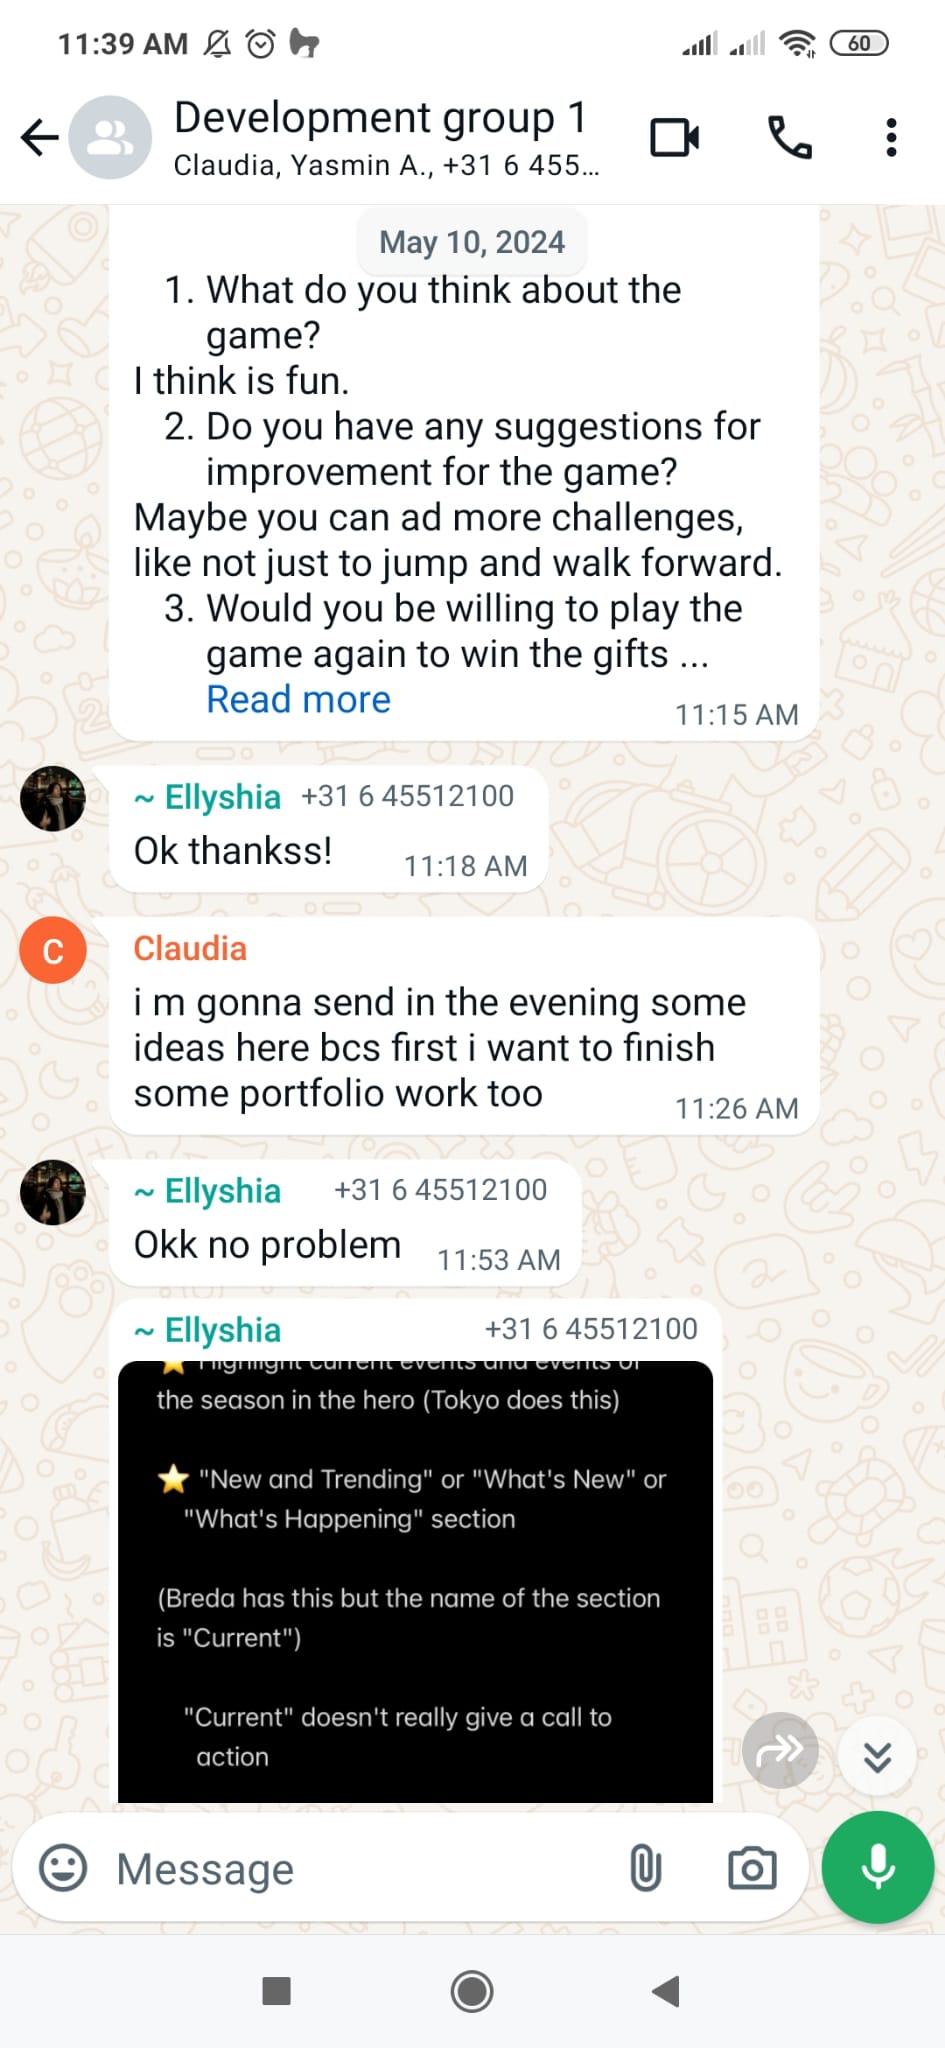 11:39 AM
60
Development group 1
Claudia, Yasmin A., +31 6 455...
May 10, 2024
1. What do you think about the
game?
I think is fun.
2. Do you have any suggestions for
improvement for the game?
Maybe you can ad more challenges,
like not just to jump and walk forward.
3. Would you be willing to play the
game again to win the gifts ...
Read more
11:15 AM
~ Ellyshia +31 6 45512100
Ok thankss!
11:18 AM
C
Claudia
i m gonna send in the evening some
ideas here bcs first i want to finish
some portfolio work too
11:26 AM
~ Ellyshia +31 6 45512100
Okk no problem
11:53 AM
~ Ellyshia +31 6 45512100
Highlight current events and events of
the season in the hero (Tokyo does this)
"New and Trending" or "What's New" or
"What's Happening" section
(Breda has this but the name of the section
is "Current")
"Current" doesn't really give a call to
action
Message